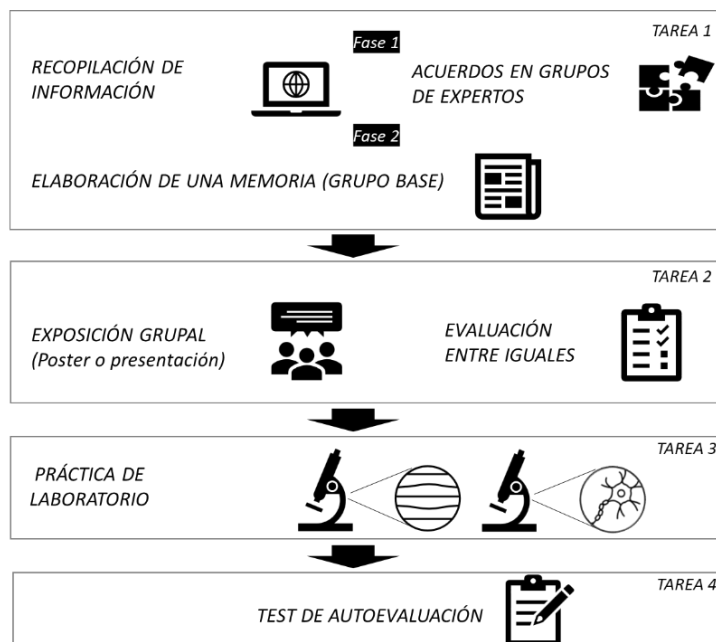 TAREA 1
Fase 1
RECOPILACIÓN DE
INFORMACIÓN
ACUERDOS EN GRUPOS
DE EXPERTOS
Fase 2
ELABORACIÓN DE UNA MEMORIA (GRUPO BASE)
TAREA 2
EXPOSICIÓN GRUPAL
(Poster o presentación)
EVALUACIÓN
ENTRE IGUALES
TAREA 3
PRÁCTICA DE
LABORATORIO
TAREA 4
TEST DE AUTOEVALUACIÓN